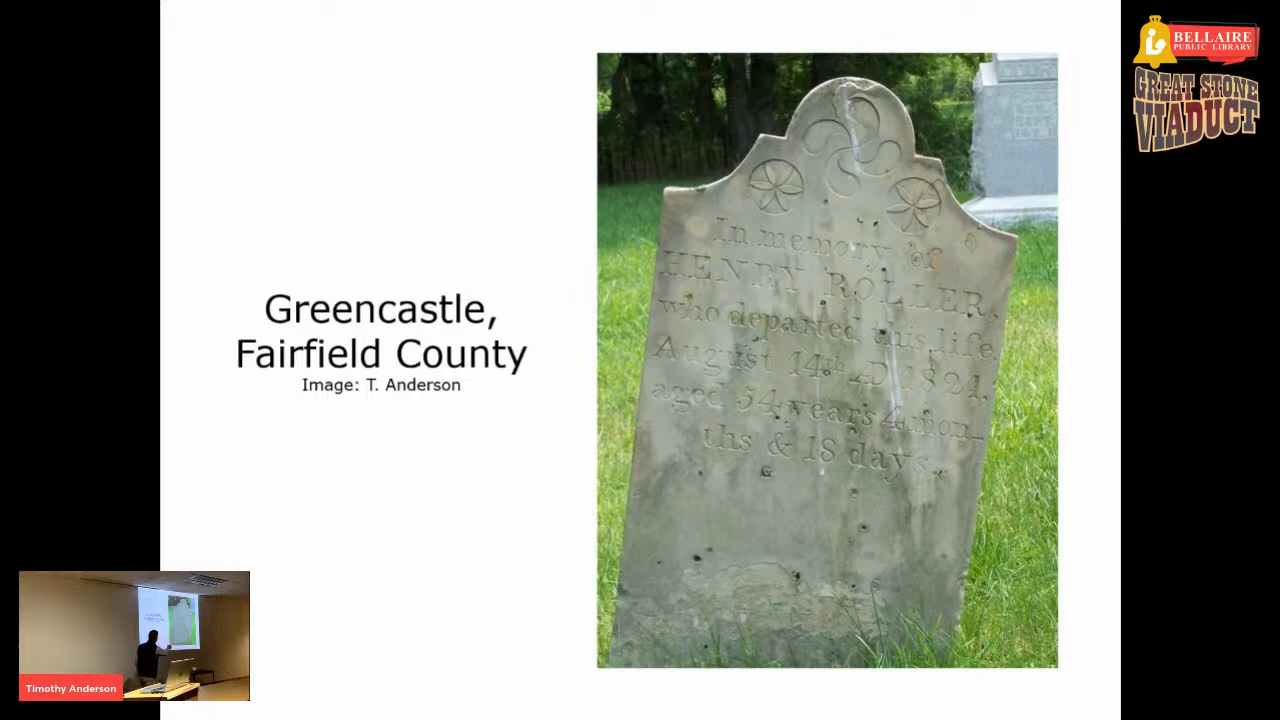 Greencastle,
Fairfield County
Image: T. Anderson
In memory of
HENRY ROLLER,
who departed this life.
August 14th AD 1821,
aged 54 years 4 mon-
ths & 18 days.
BELLAIRE
PUBLIC LIBRARY
GREAT STONE
VIADUCT
Timothy Anderson